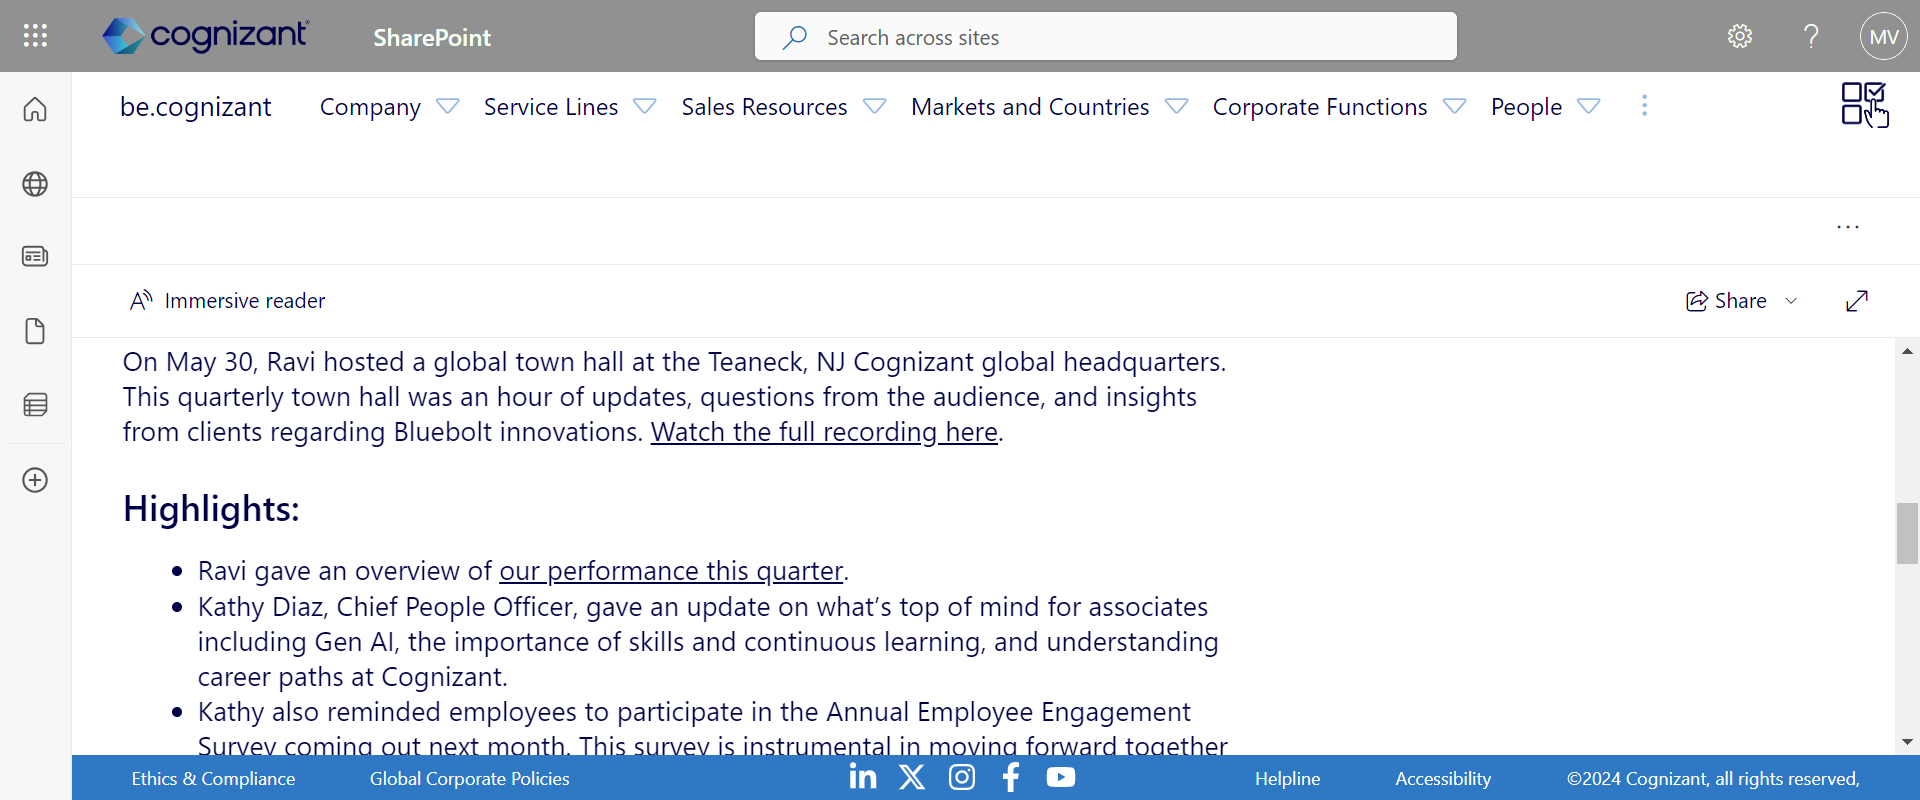 cognizant
SharePoint
Search across sites
MV
be.cognizant
Company
Service Lines
Sales Resources
Markets and Countries
Corporate Functions
People
Immersive reader
Share
On May 30, Ravi hosted a global town hall at the Teaneck, NJ Cognizant global headquarters.
This quarterly town hall was an hour of updates, questions from the audience, and insights
from clients regarding Bluebolt innovations. Watch the full recording here.
Highlights:
• Ravi gave an overview of our performance this quarter.
• Kathy Diaz, Chief People Officer, gave an update on what’s top of mind for associates
including Gen AI, the importance of skills and continuous learning, and understanding
career paths at Cognizant.
• Kathy also reminded employees to participate in the Annual Employee Engagement
Survey coming out next month. This survey is instrumental in moving forward together
Ethics & Compliance
Global Corporate Policies
Helpline
Accessibility
©2024 Cognizant, all rights reserved,